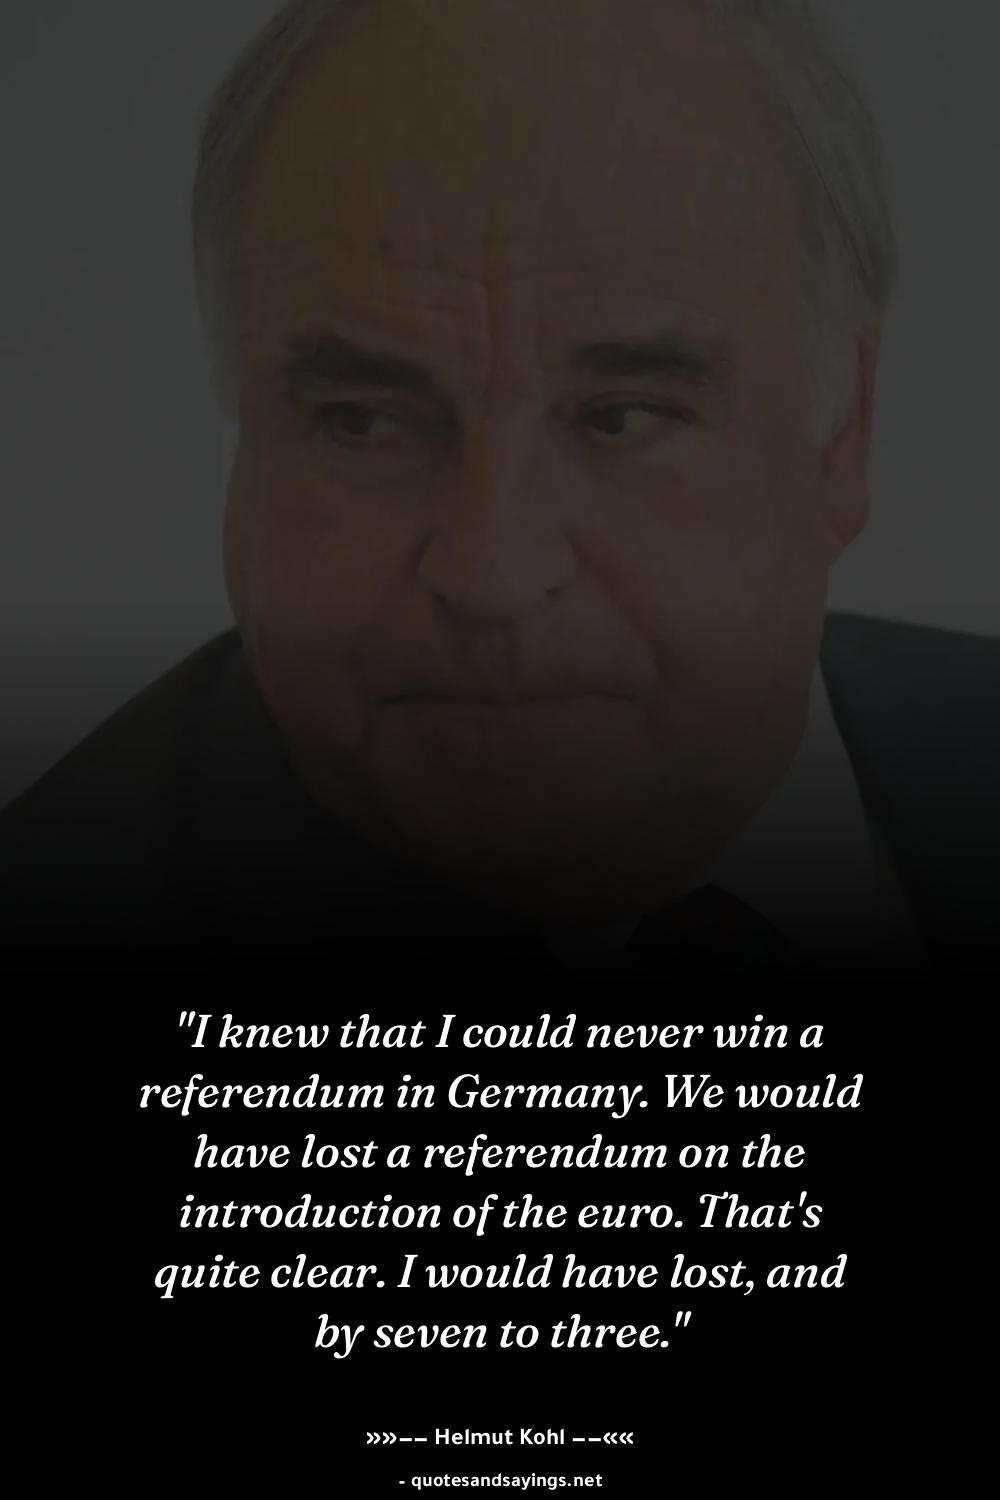 "I knew that I could never win a
referendum in Germany. We would
have lost a referendum on the
introduction of the euro. That's
quite clear. I would have lost, and
by seven to three."
»»−− Helmut Kohl −−««
- quotesandsayings.net